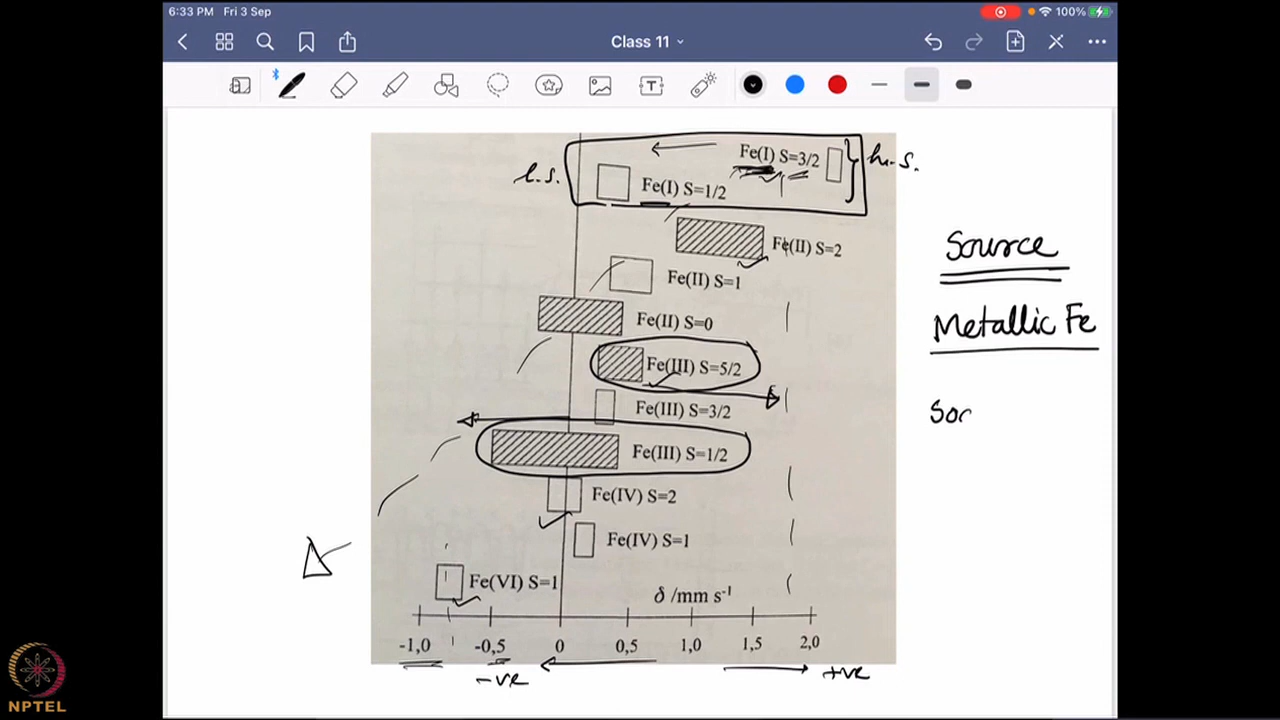 6:33 PM Fri 3 Sep
100%
Class 11
T
Fe(I) S=3/2
h.s.
l.s.
Fe(I) S=1/2
Fe(II) S=2
Source
Fe(II) S=1
Fe(II) S=0
Metallic Fe
Fe(III) S=5/2
Fe(III) S=3/2
Sor
Fe(III) S=1/2
Fe(IV) S=2
Fe(IV) S=1
Fe(VI) S=1
δ /mm s⁻¹
-1,0 -0,5 0 0,5 1,0 1,5 2,0
-ve
+ve
NPTEL